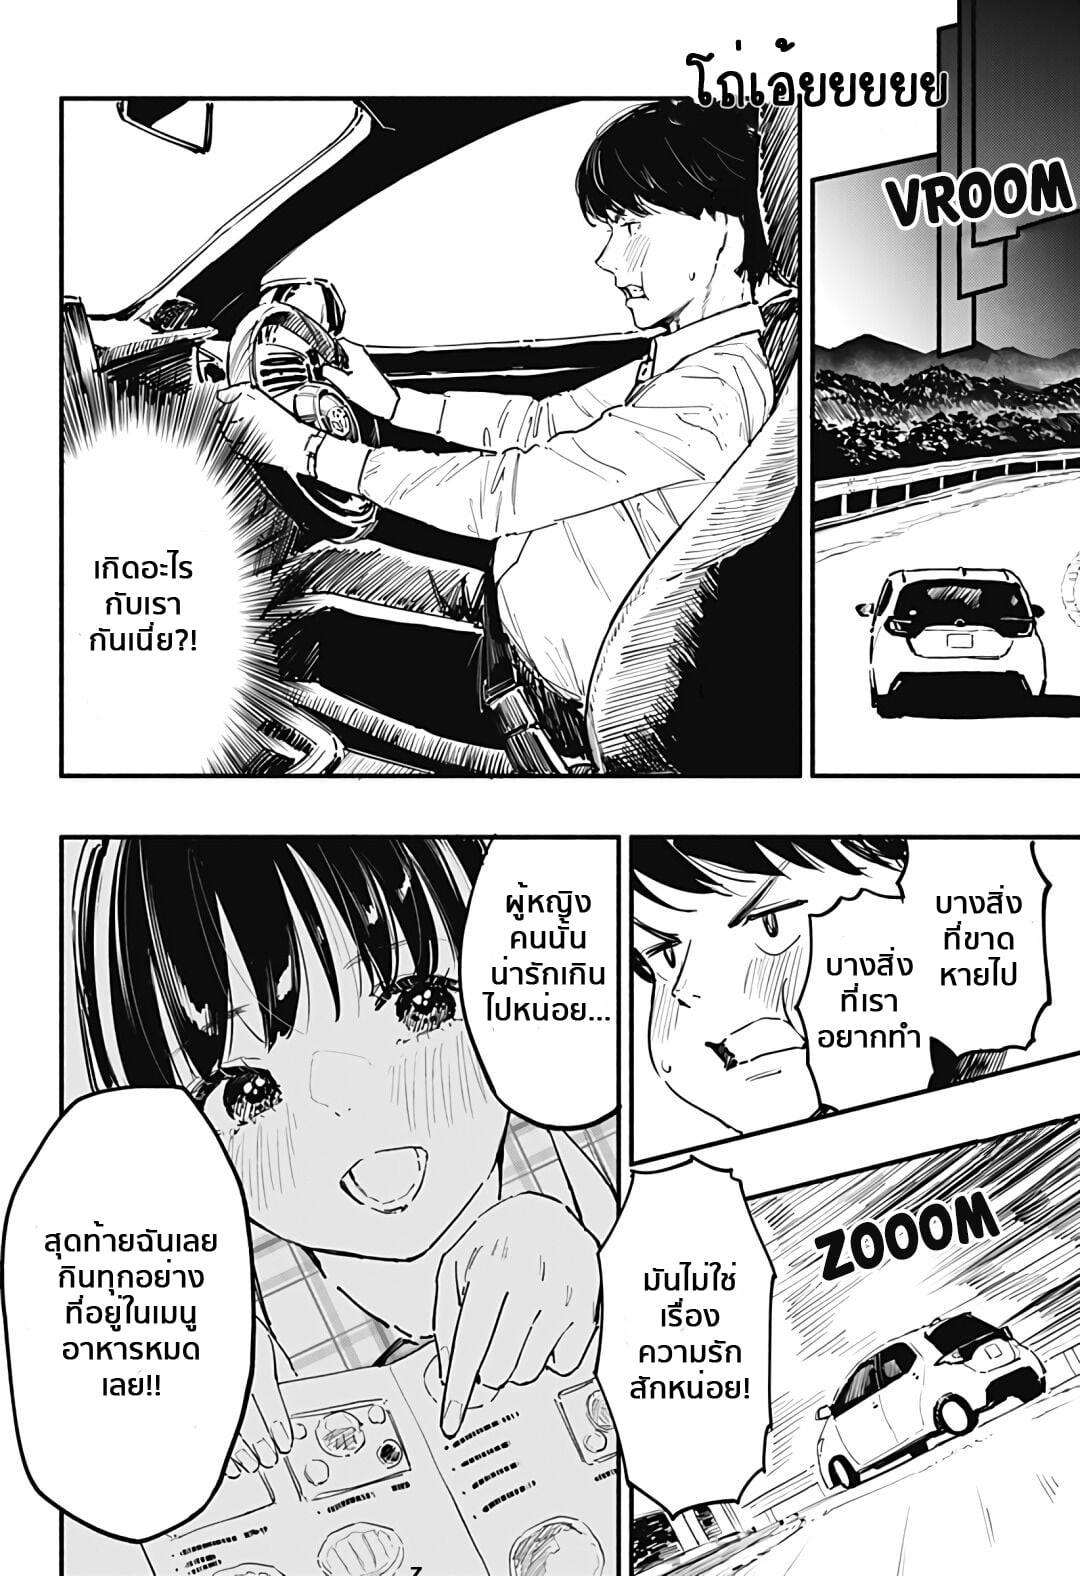 VROOM
โถ่เอ้ยยยยยย
เกิดอะไร
กับเรา
กันเนี่ย?!
บางสิ่ง
ที่ขาด
หายไป
บางสิ่ง
ที่เรา
อยากทำ
ZOOOM
มันไม่ใช่
เรื่อง
ความรัก
สักหน่อย!
ผู้หญิง
คนนั้น
น่ารักเกิน
ไปหน่อย...
สุดท้ายฉันเลย
กินทุกอย่าง
ที่อยู่ในเมนู
อาหารหมด
เลย!!
7